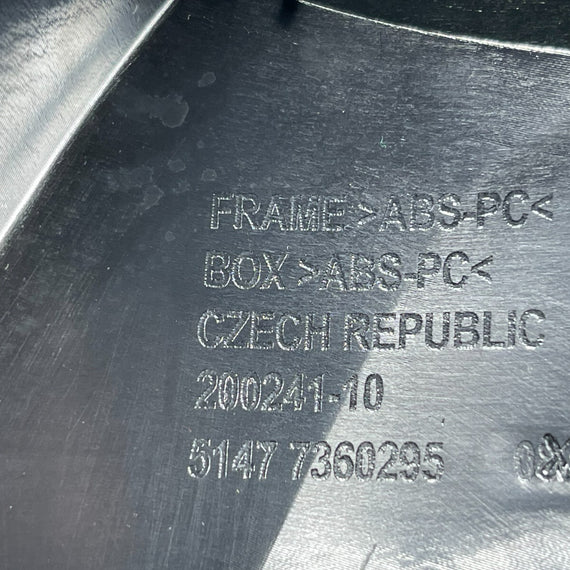 FRAME >ABS-PC<
BOX >ABS-PC<
CZECH REPUBLIC
200241-10
5147 7360295